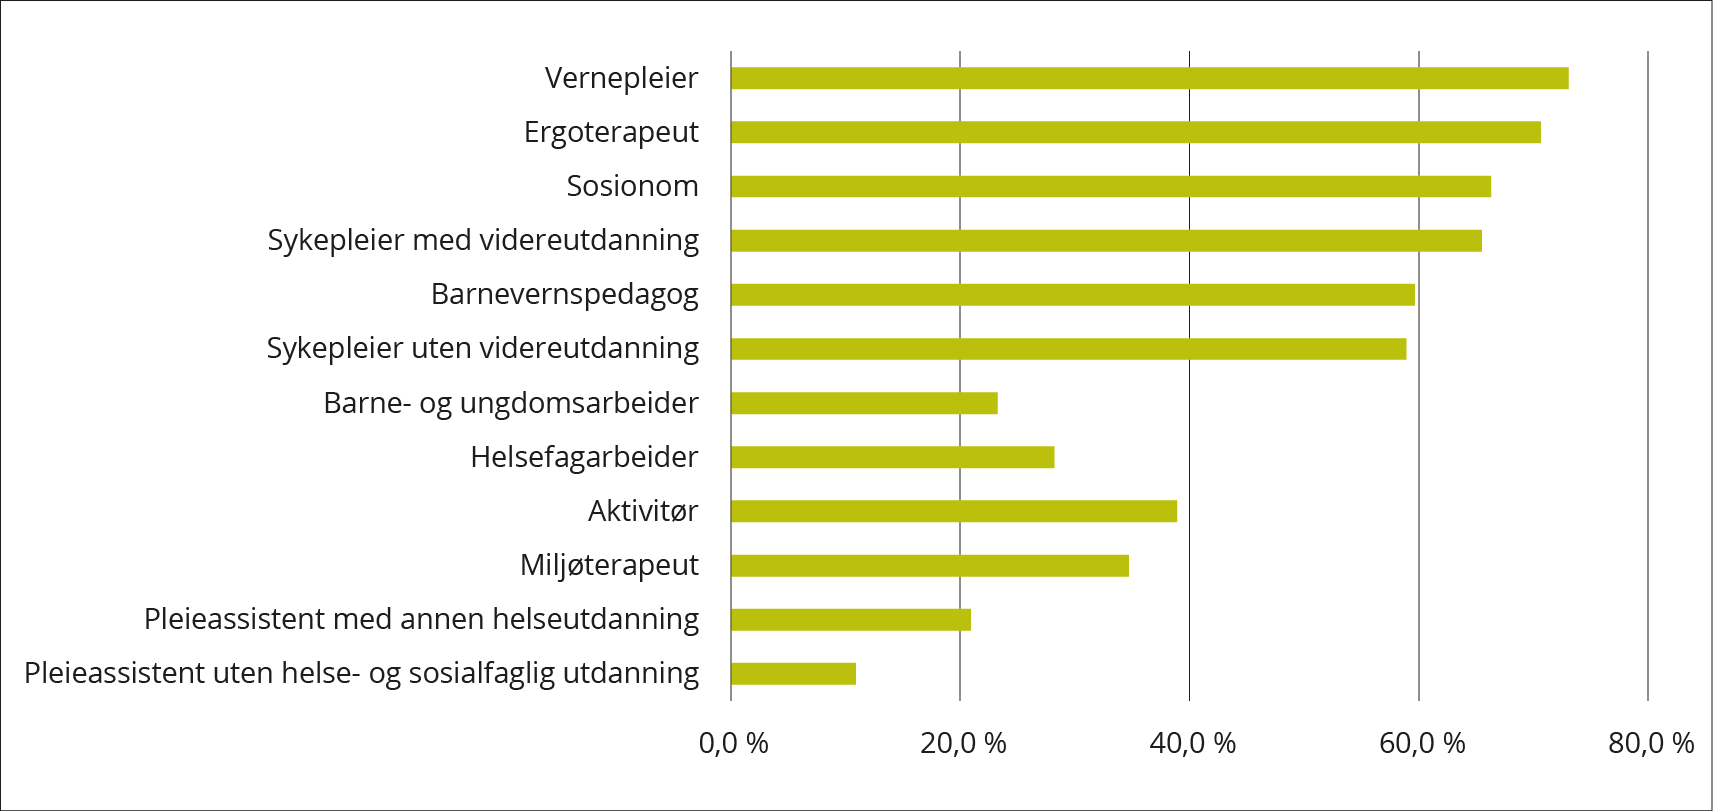 Vernepleier
Ergoterapeut
Sosionom
Sykepleier med videreutdanning
Barnevernspedagog
Sykepleier uten videreutdanning
Barne- og ungdomsarbeider
Helsefagarbeider
Aktivitør
Miljøterapeut
Pleieassistent med annen helseutdanning
Pleieassistent uten helse- og sosialfaglig utdanning
0,0 % 20,0 % 40,0 % 60,0 % 80,0 %